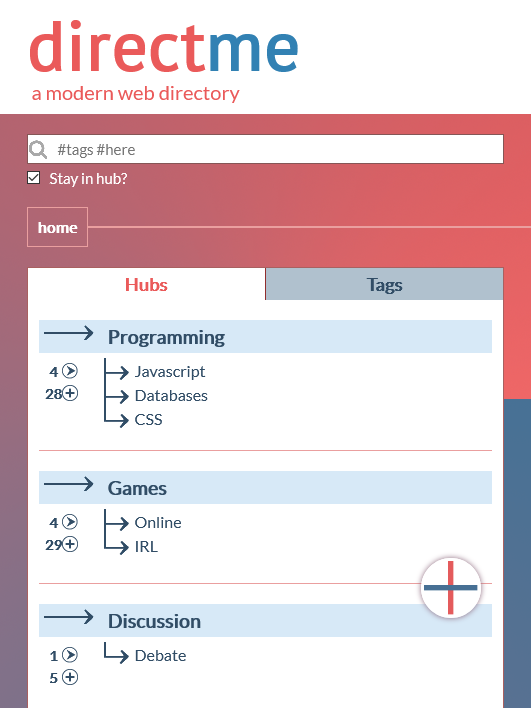 directme
a modern web directory
#tags #here
Stay in hub?
home
Hubs Tags
Programming
4 Javascript
28 Databases
CSS
Games
4 Online
29 IRL
Discussion
1 Debate
5